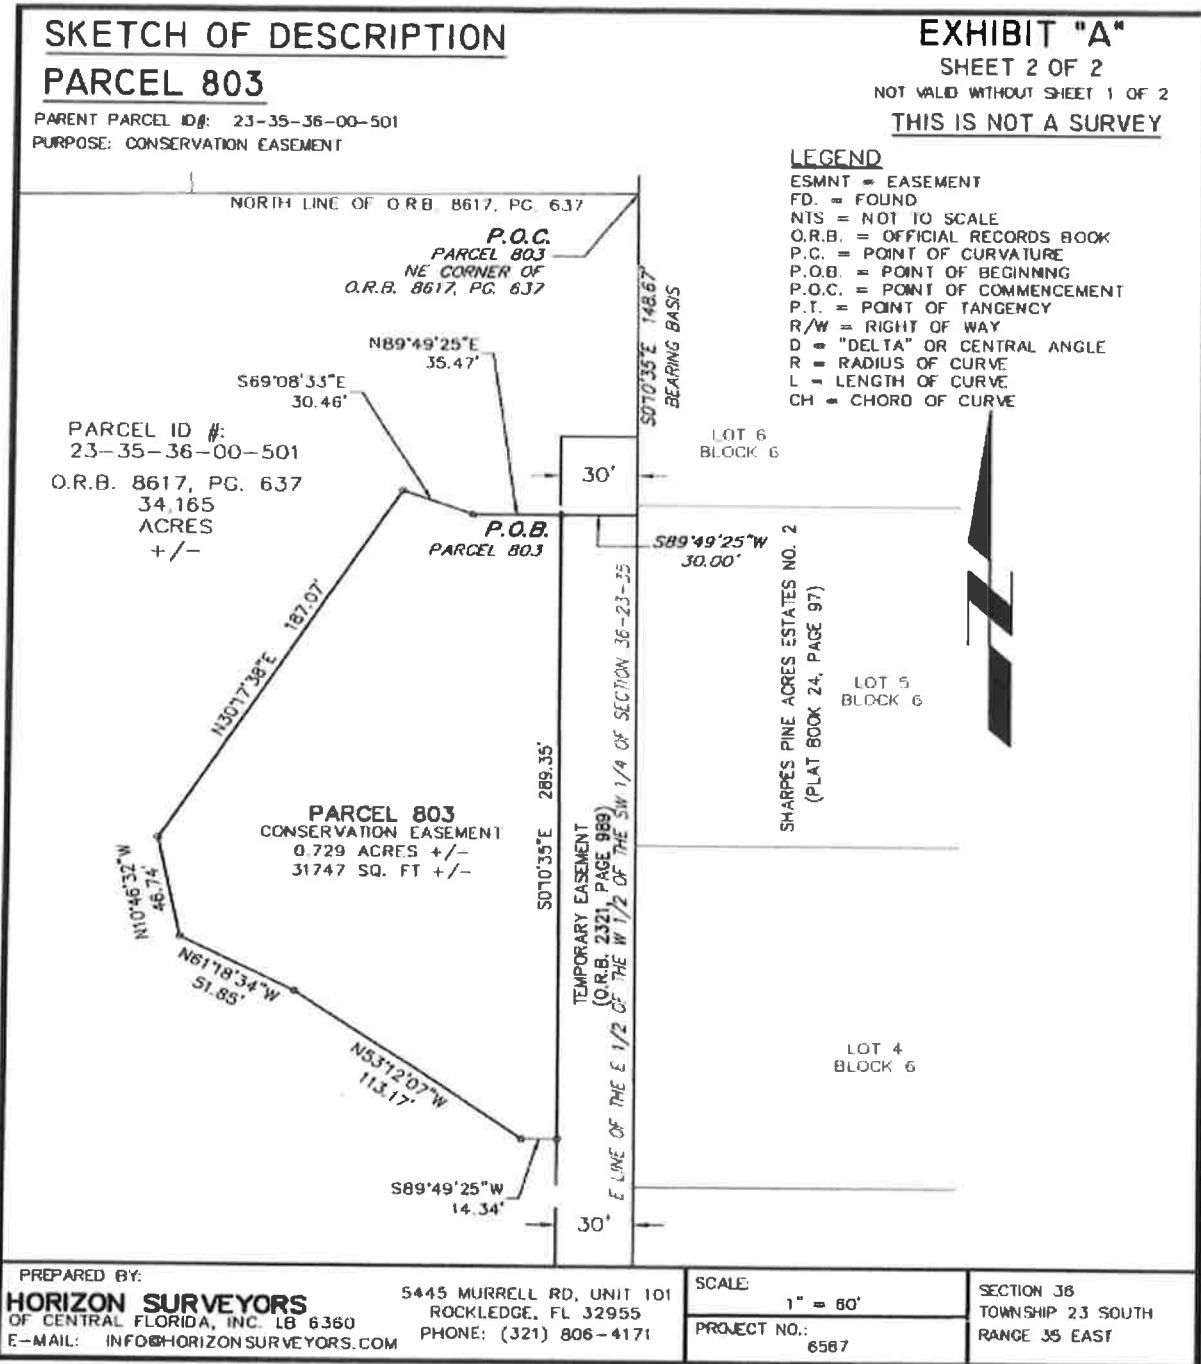 SKETCH OF DESCRIPTION
PARCEL 803
PARENT PARCEL ID#: 23-35-36-00-501
PURPOSE: CONSERVATION EASEMENT
EXHIBIT "A"
SHEET 2 OF 2
NOT VALID WITHOUT SHEET 1 OF 2
THIS IS NOT A SURVEY
LEGEND
ESMNT = EASEMENT
FD. = FOUND
NTS = NOT TO SCALE
O.R.B. = OFFICIAL RECORDS BOOK
P.C. = POINT OF CURVATURE
P.O.B. = POINT OF BEGINNING
P.O.C. = POINT OF COMMENCEMENT
P.T. = POINT OF TANGENCY
R/W = RIGHT OF WAY
D = "DELTA" OR CENTRAL ANGLE
R = RADIUS OF CURVE
L = LENGTH OF CURVE
CH = CHORD OF CURVE
NORTH LINE OF O.R.B. 8617, PG. 637
P.O.C.
PARCEL 803
NE CORNER OF
O.R.B. 8617, PG. 637
S0°10'35"E 148.67'
BEARING BASIS
N89°49'25"E
35.47'
S69°08'33"E
30.46'
PARCEL ID #:
23-35-36-00-501
O.R.B. 8617, PG. 637
34.165
ACRES
+/-
LOT 6
BLOCK 6
30'
P.O.B.
PARCEL 803
S89°49'25"W
30.00'
N30°17'38"E 187.07'
SHARPES PINE ACRES ESTATES NO. 2
(PLAT BOOK 24, PAGE 97)
LOT 5
BLOCK 6
S0°10'35"E 289.35'
PARCEL 803
CONSERVATION EASEMENT
0.729 ACRES +/-
31747 SQ. FT +/-
TEMPORARY EASEMENT
(O.R.B. 2321, PAGE 989)
E LINE OF THE E 1/2 OF THE W 1/2 OF THE SW 1/4 OF SECTION 36-23-35
N10°46'32"W
46.74'
N61°18'34"W
51.85'
N53°12'07"W
113.17'
LOT 4
BLOCK 6
S89°49'25"W
14.34'
30'
PREPARED BY:
HORIZON SURVEYORS
OF CENTRAL FLORIDA, INC. LB 6360
E-MAIL: INFO@HORIZONSURVEYORS.COM
5445 MURRELL RD, UNIT 101
ROCKLEDGE, FL 32955
PHONE: (321) 806-4171
SCALE:
1" = 60'
PROJECT NO.:
6587
SECTION 36
TOWNSHIP 23 SOUTH
RANGE 35 EAST